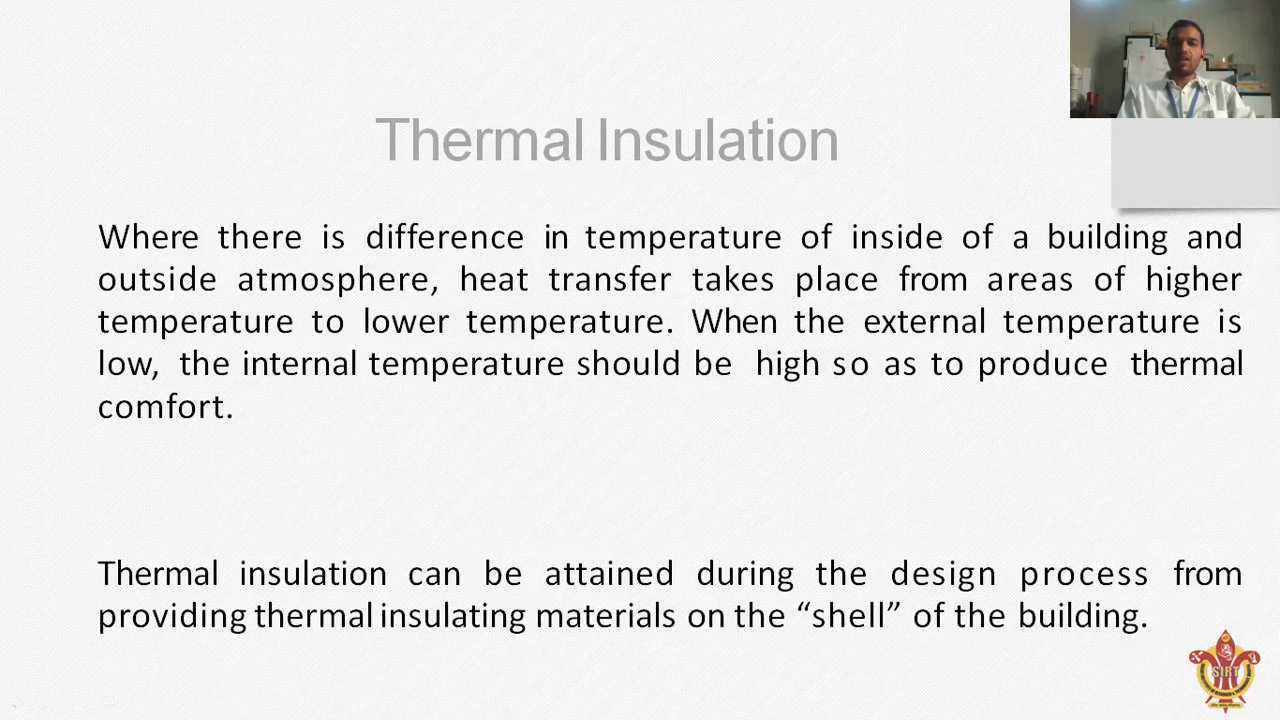 Thermal Insulation
Where there is difference in temperature of inside of a building and
outside atmosphere, heat transfer takes place from areas of higher
temperature to lower temperature. When the external temperature is
low, the internal temperature should be high so as to produce thermal
comfort.
Thermal insulation can be attained during the design process from
providing thermal insulating materials on the “shell” of the building.
SIRT